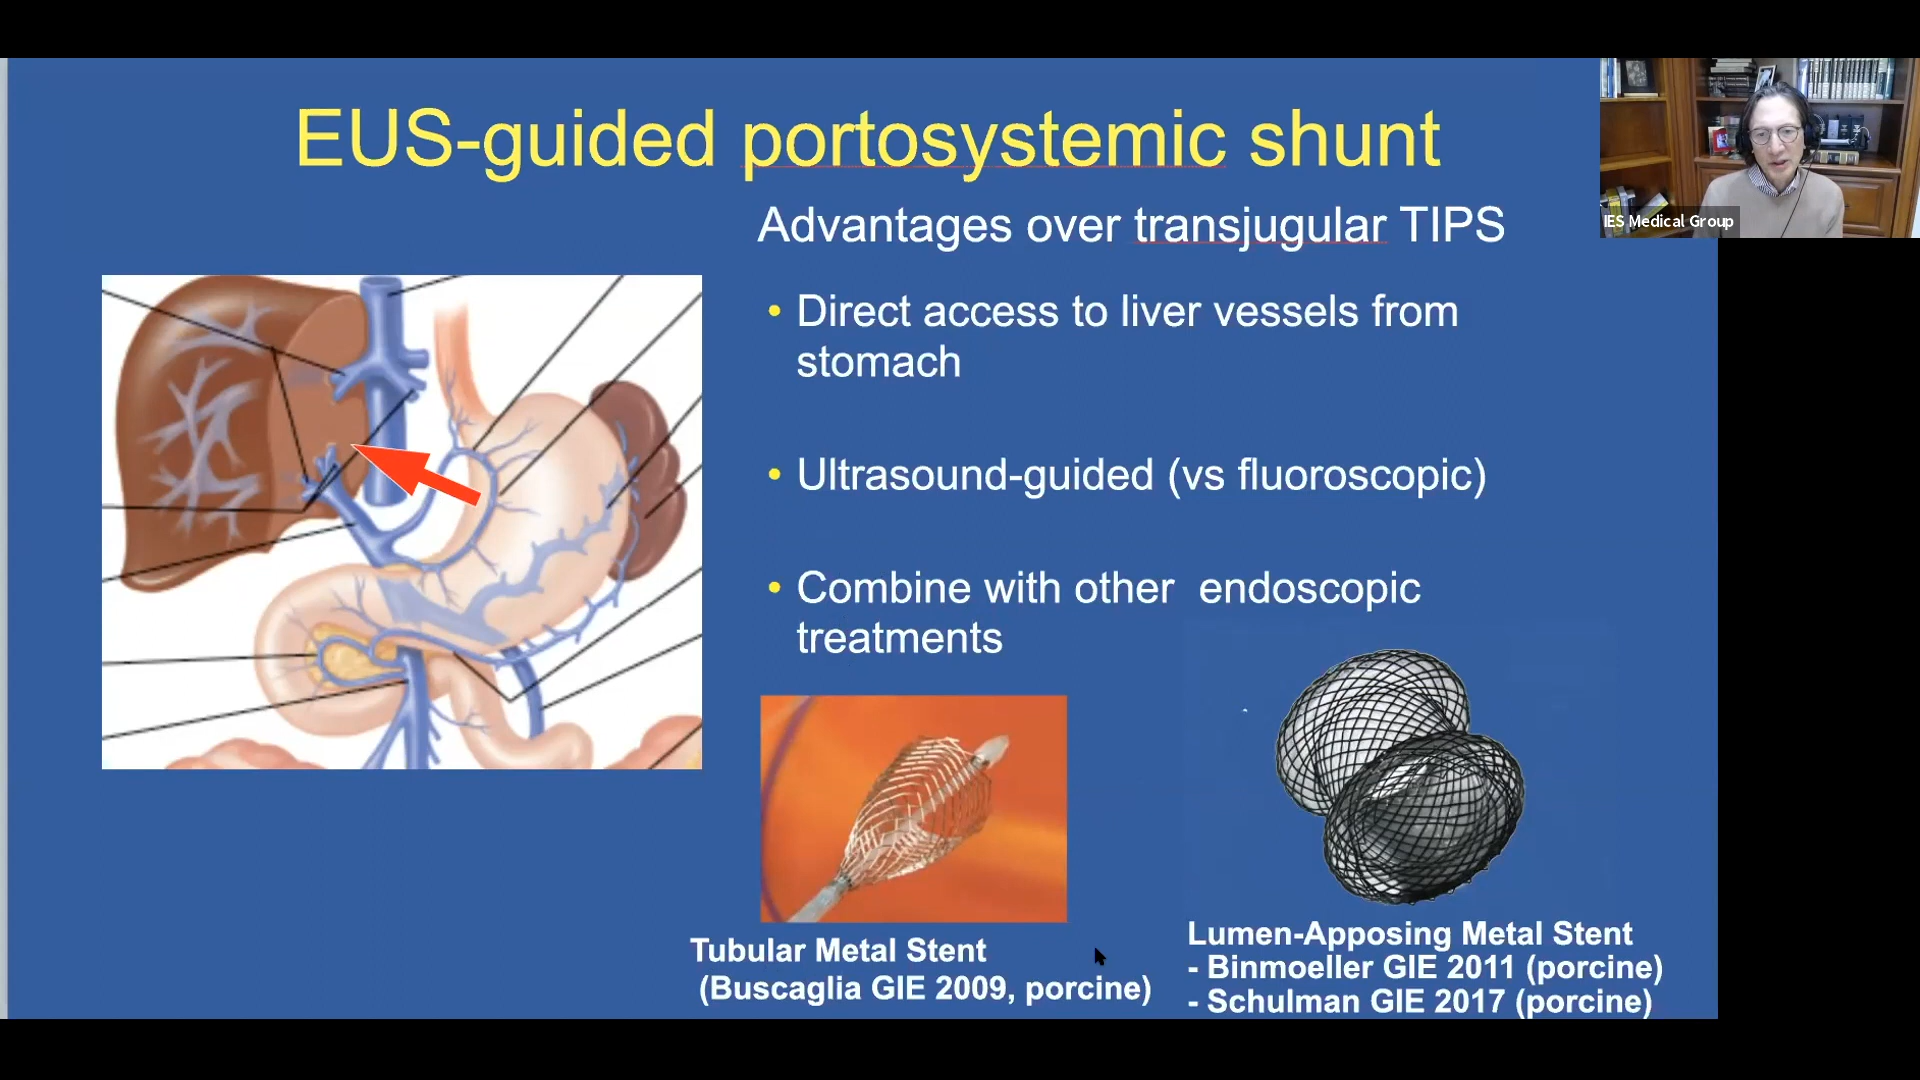 EUS-guided portosystemic shunt
IES Medical Group
Advantages over transjugular TIPS
• Direct access to liver vessels from
stomach
• Ultrasound-guided (vs fluoroscopic)
• Combine with other  endoscopic
treatments
Tubular Metal Stent
(Buscaglia GIE 2009, porcine)
Lumen-Apposing Metal Stent
- Binmoeller GIE 2011 (porcine)
- Schulman GIE 2017 (porcine)